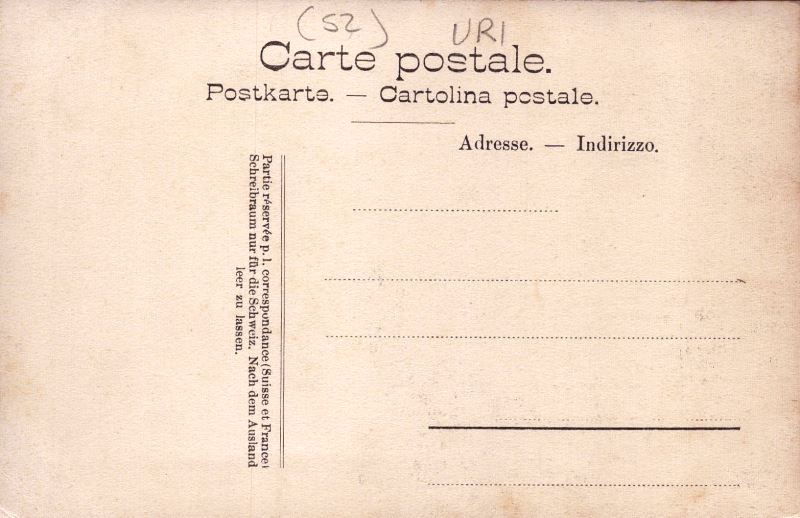 (SZ) URI
Carte postale.
Postkarte. — Cartolina postale.
Adresse. — Indirizzo.
Partie réservée p. l. correspondance (Suisse et France)
Schreibraum nur für die Schweiz. Nach dem Ausland
leer zu lassen.